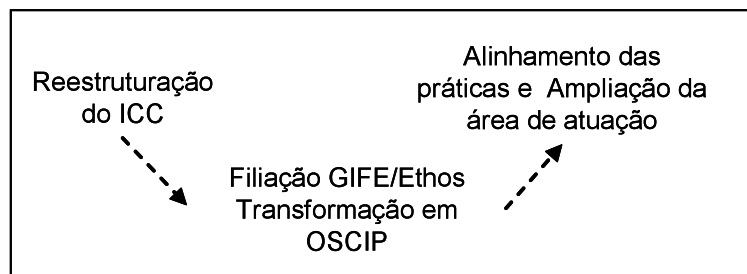 Reestruturação
do ICC
Filiação GIFE/Ethos
Transformação em
OSCIP
Alinhamento das
práticas e Ampliação da
área de atuação